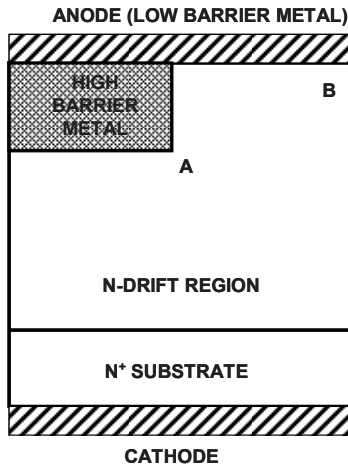 ANODE (LOW BARRIER METAL)
HIGH
BARRIER
METAL
B
A
N-DRIFT REGION
N⁺ SUBSTRATE
CATHODE